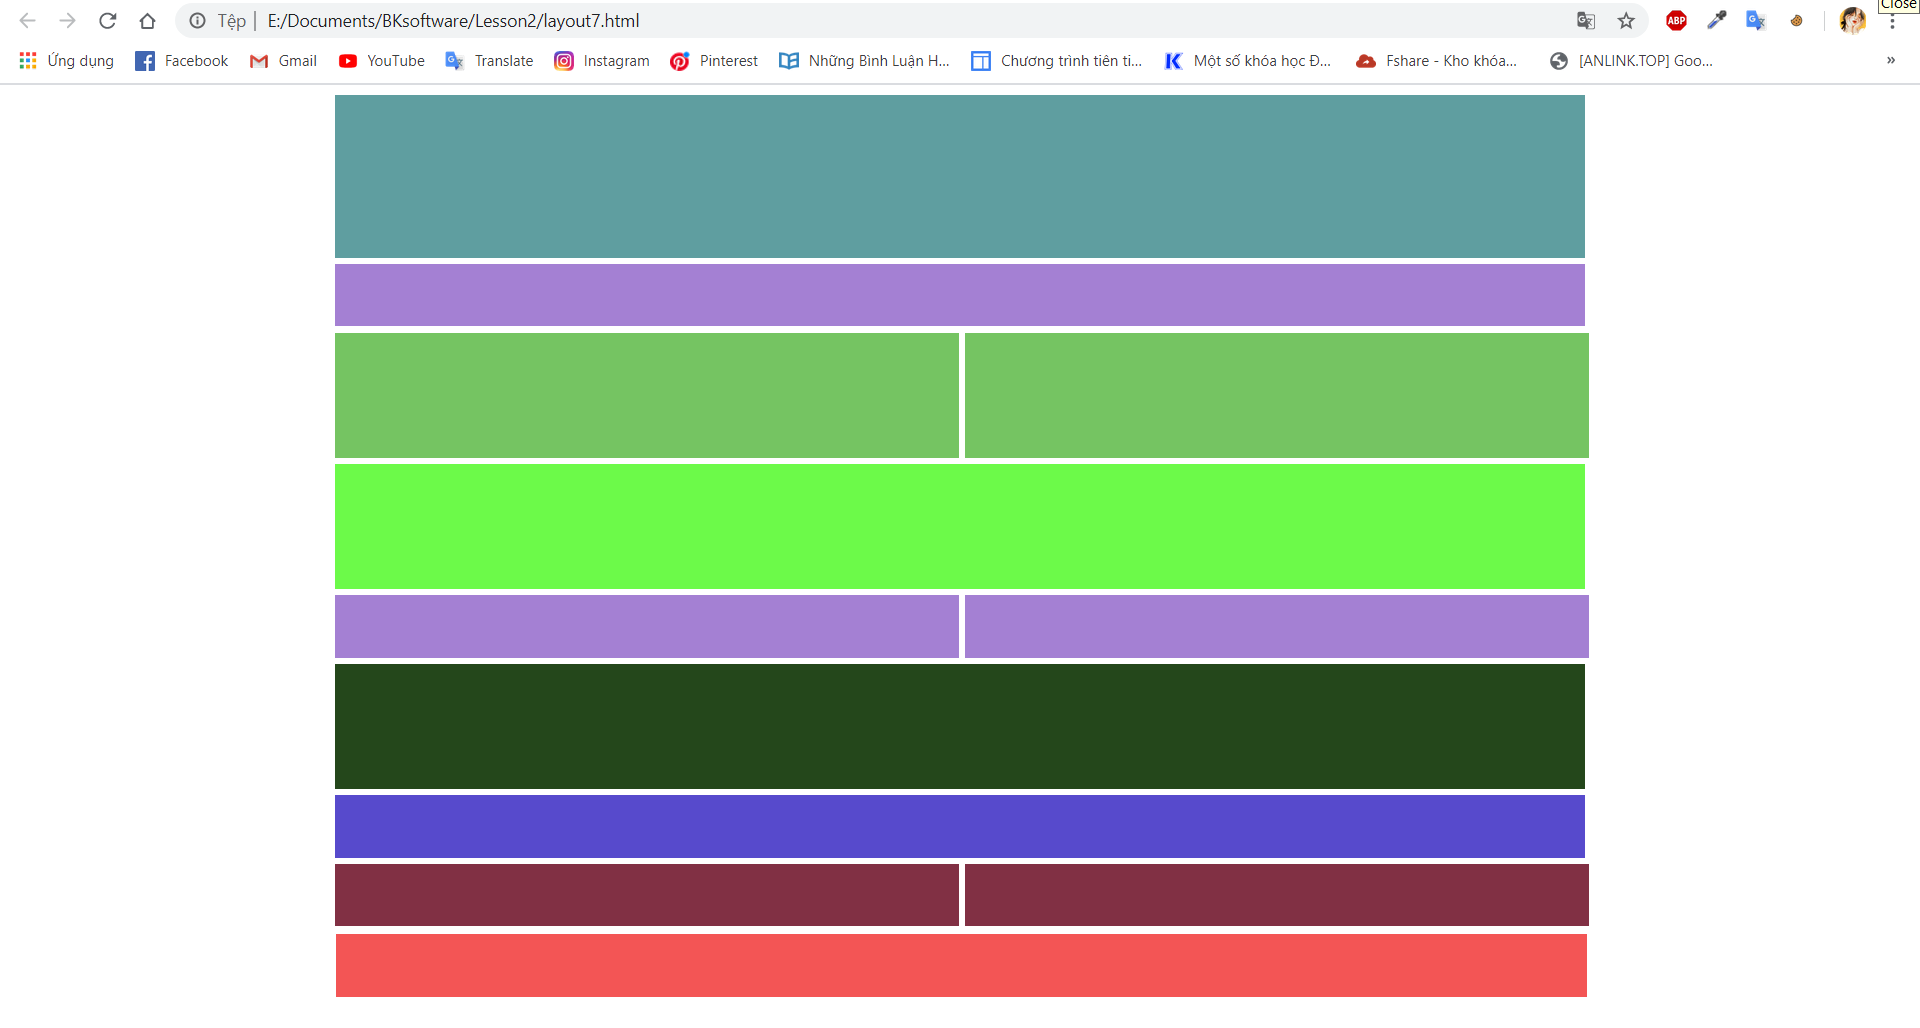 Close
Tệp | E:/Documents/BKsoftware/Lesson2/layout7.html ABP
Ứng dụng Facebook Gmail YouTube Translate Instagram Pinterest Những Bình Luận H... Chương trình tiên ti... Một số khóa học Đ... Fshare - Kho khóa... [ANLINK.TOP] Goo... »